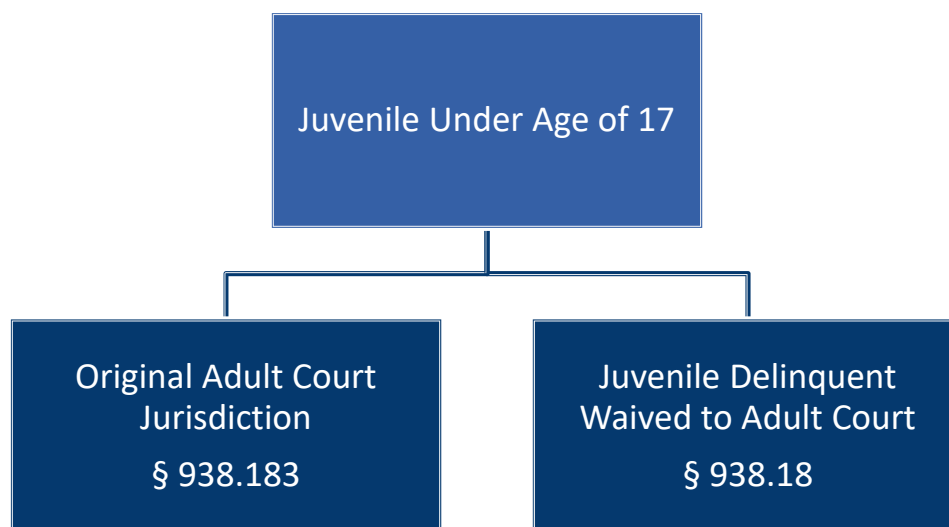 Juvenile Under Age of 17
Original Adult Court
Jurisdiction
§ 938.183
Juvenile Delinquent
Waived to Adult Court
§ 938.18